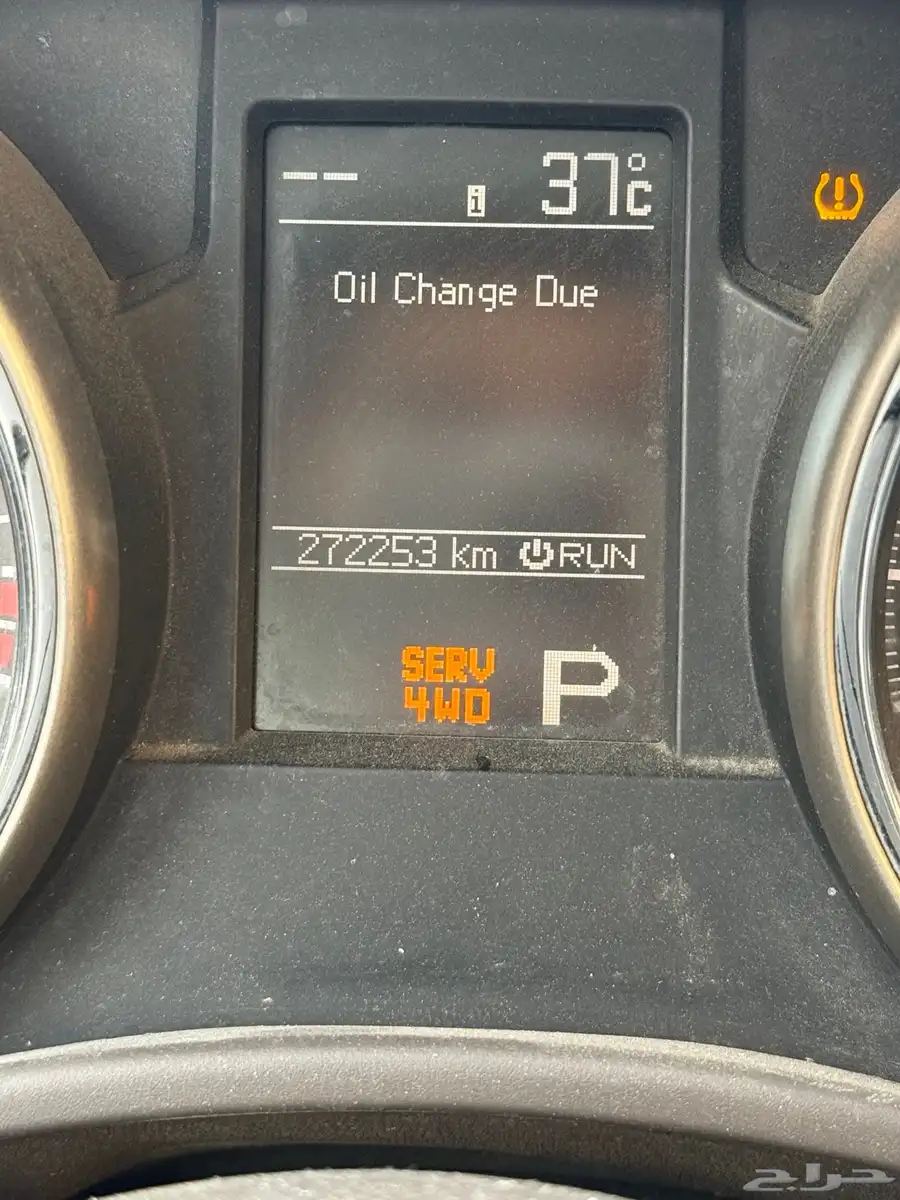 -- 37°C
i
Oil Change Due
272253 km RUN
SERV
4WD
P
حراج